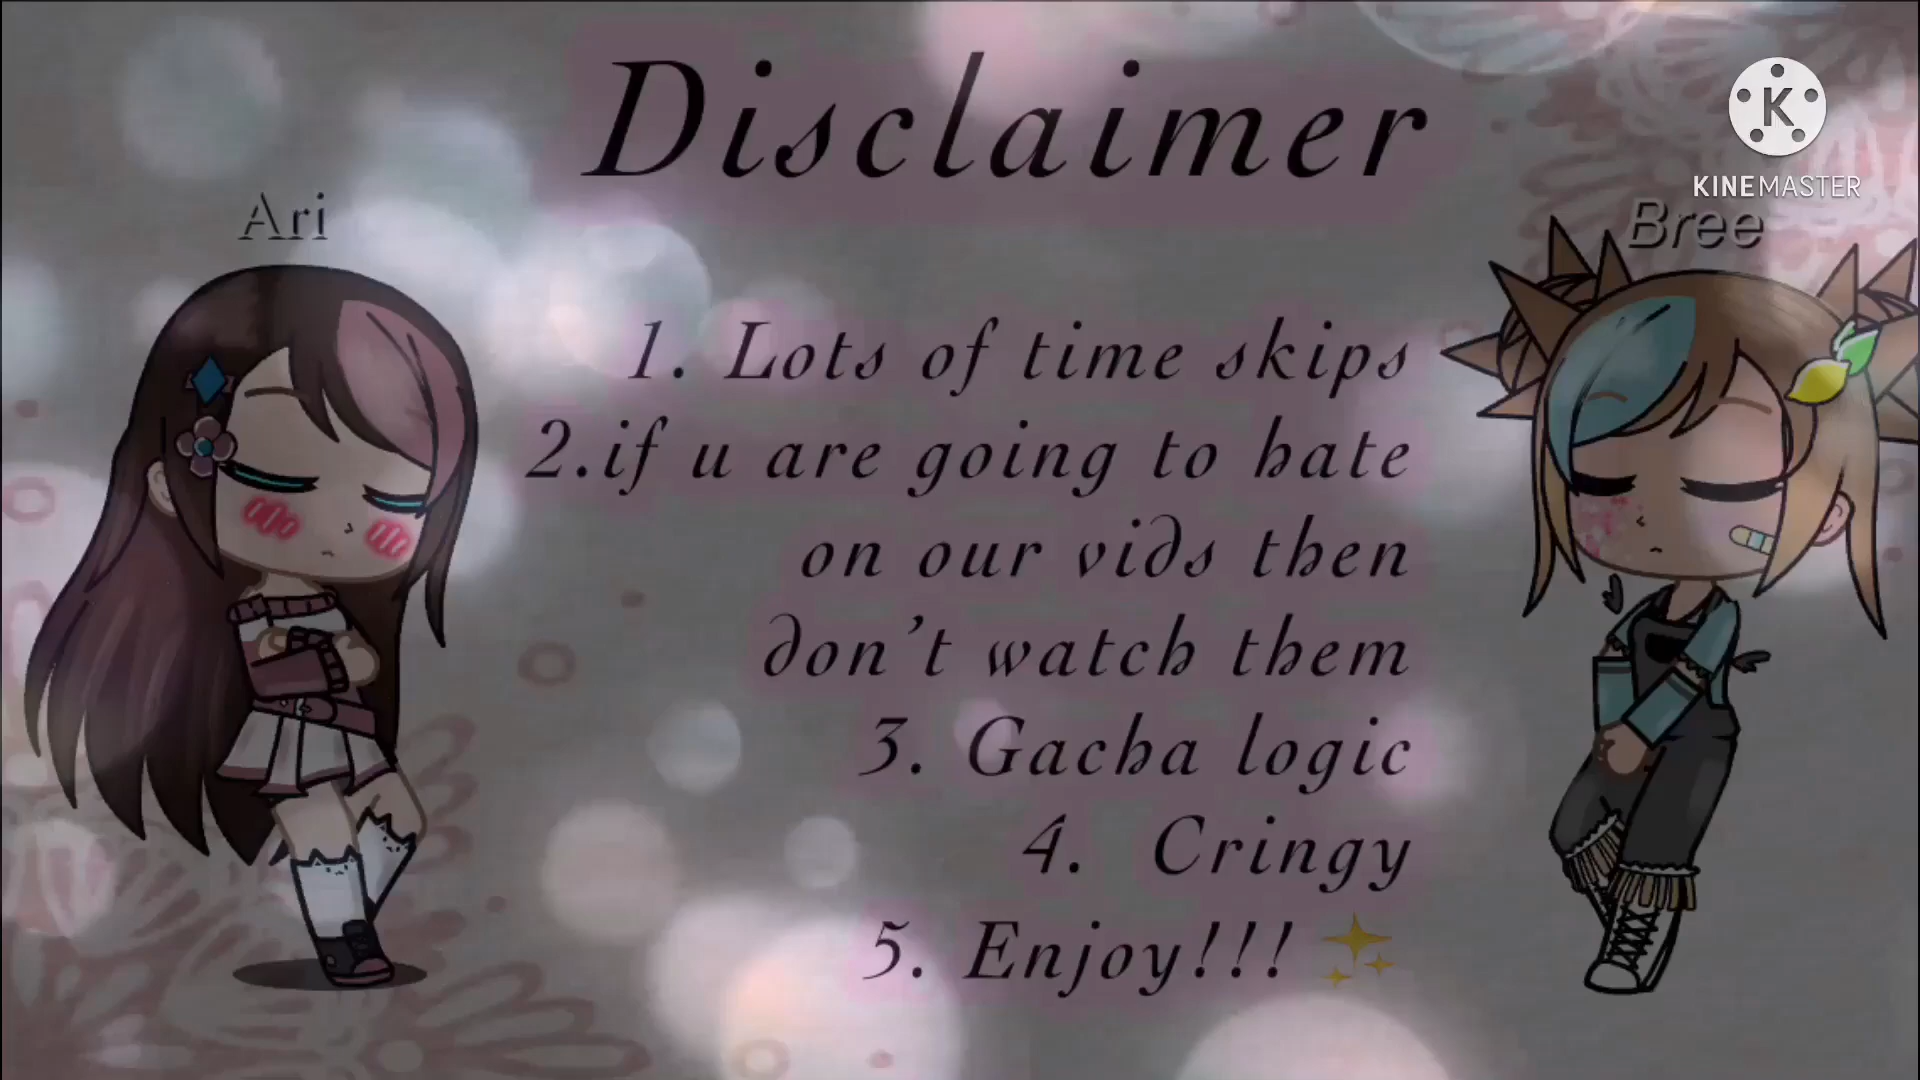 Disclaimer
K
KINEMASTER
Ari
Bree
1. Lots of time skips
2.if u are going to hate
on our vids then
don't watch them
3. Gacha logic
4. Cringy
5. Enjoy!!! ✨